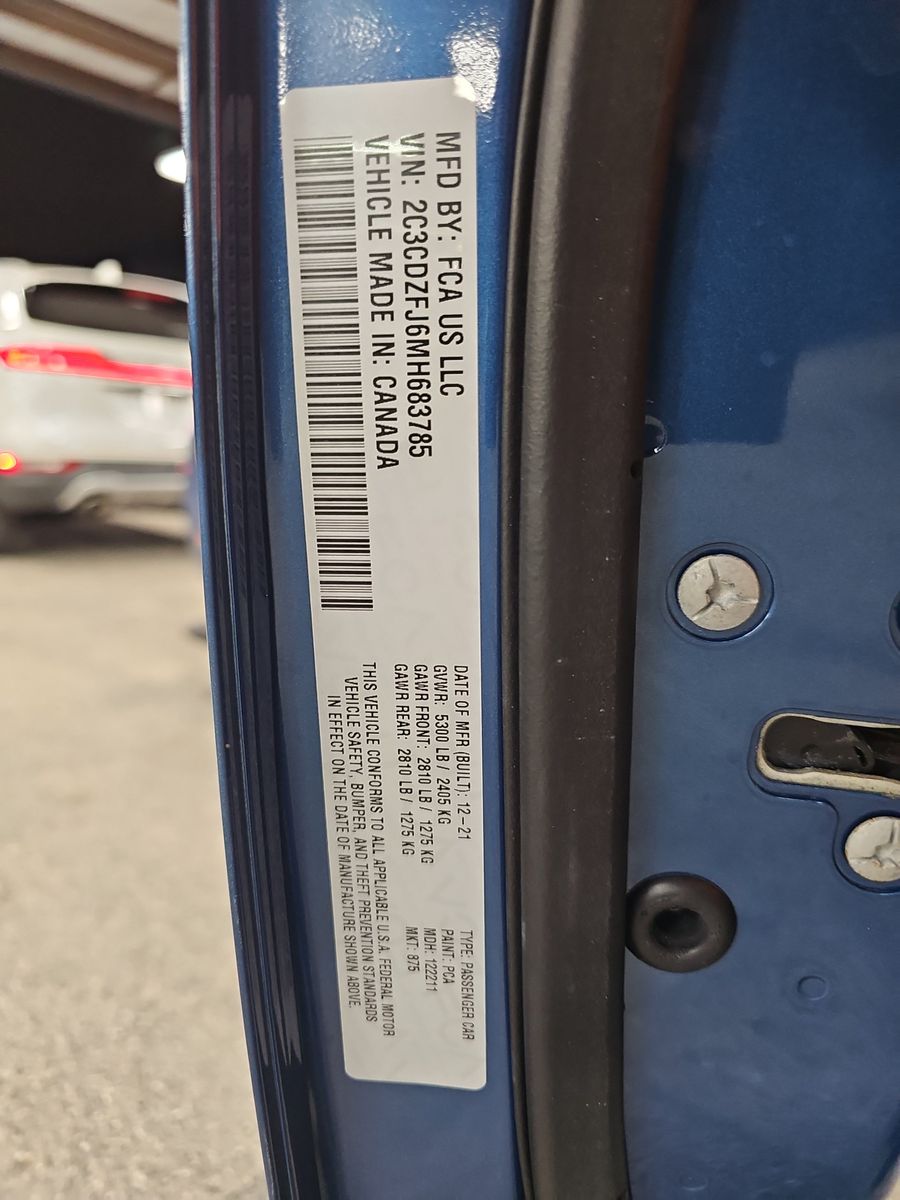 MFD BY: FCA US LLC
VIN: 2C3CDZFJ6MH683785
VEHICLE MADE IN: CANADA
DATE OF MFR (BUILT): 12-21
GVWR: 5300 LB / 2405 KG
GAWR FRONT: 2810 LB / 1275 KG
GAWR REAR: 2810 LB / 1275 KG
THIS VEHICLE CONFORMS TO ALL APPLICABLE U.S.A. FEDERAL MOTOR
VEHICLE SAFETY, BUMPER, AND THEFT PREVENTION STANDARDS
IN EFFECT ON THE DATE OF MANUFACTURE SHOWN ABOVE.
TYPE: PASSENGER CAR
PAINT: PCA
MDH: 122211
MKT: 875